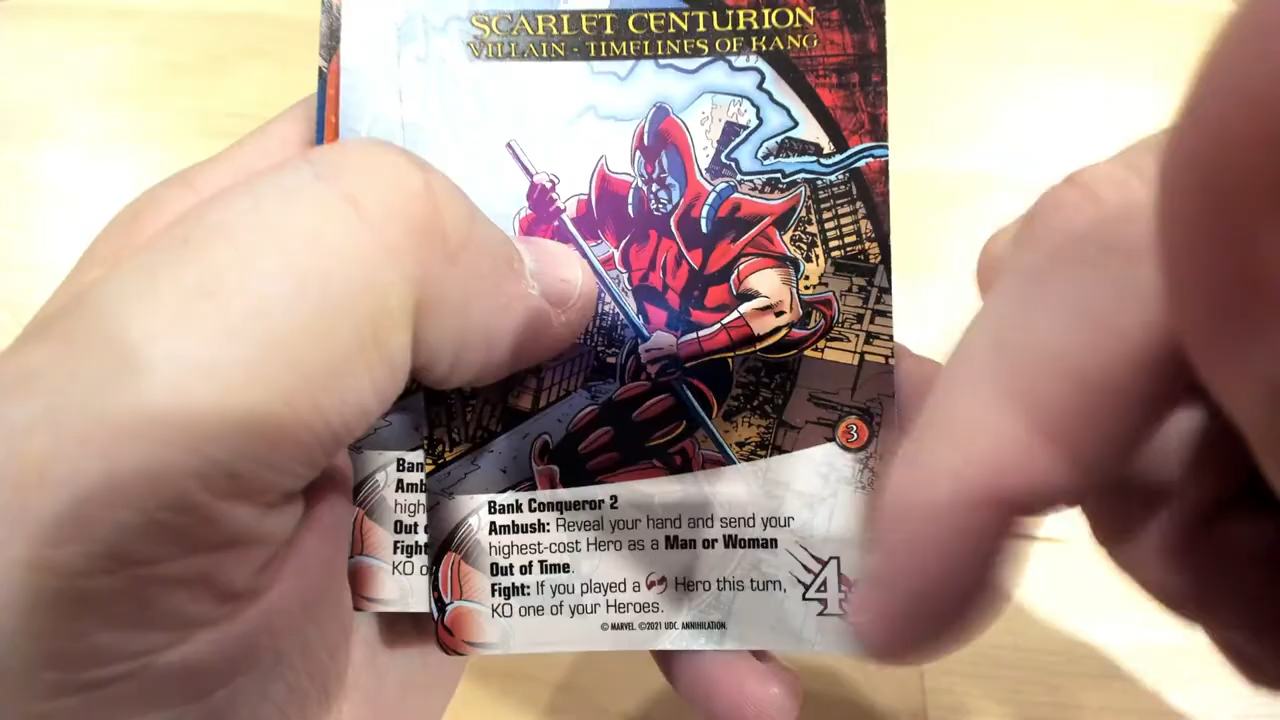 SCARLET CENTURION
VILLAIN - TIMELINES OF KANG
3
Bank Conqueror 2
Ambush: Reveal your hand and send your
highest-cost Hero as a Man or Woman
Out of Time.
Fight: If you played a Hero this turn,
KO one of your Heroes.
4
© MARVEL. ©2021 UDC. ANNIHILATION.
Ban
Amb
high
Out
Fight
KO